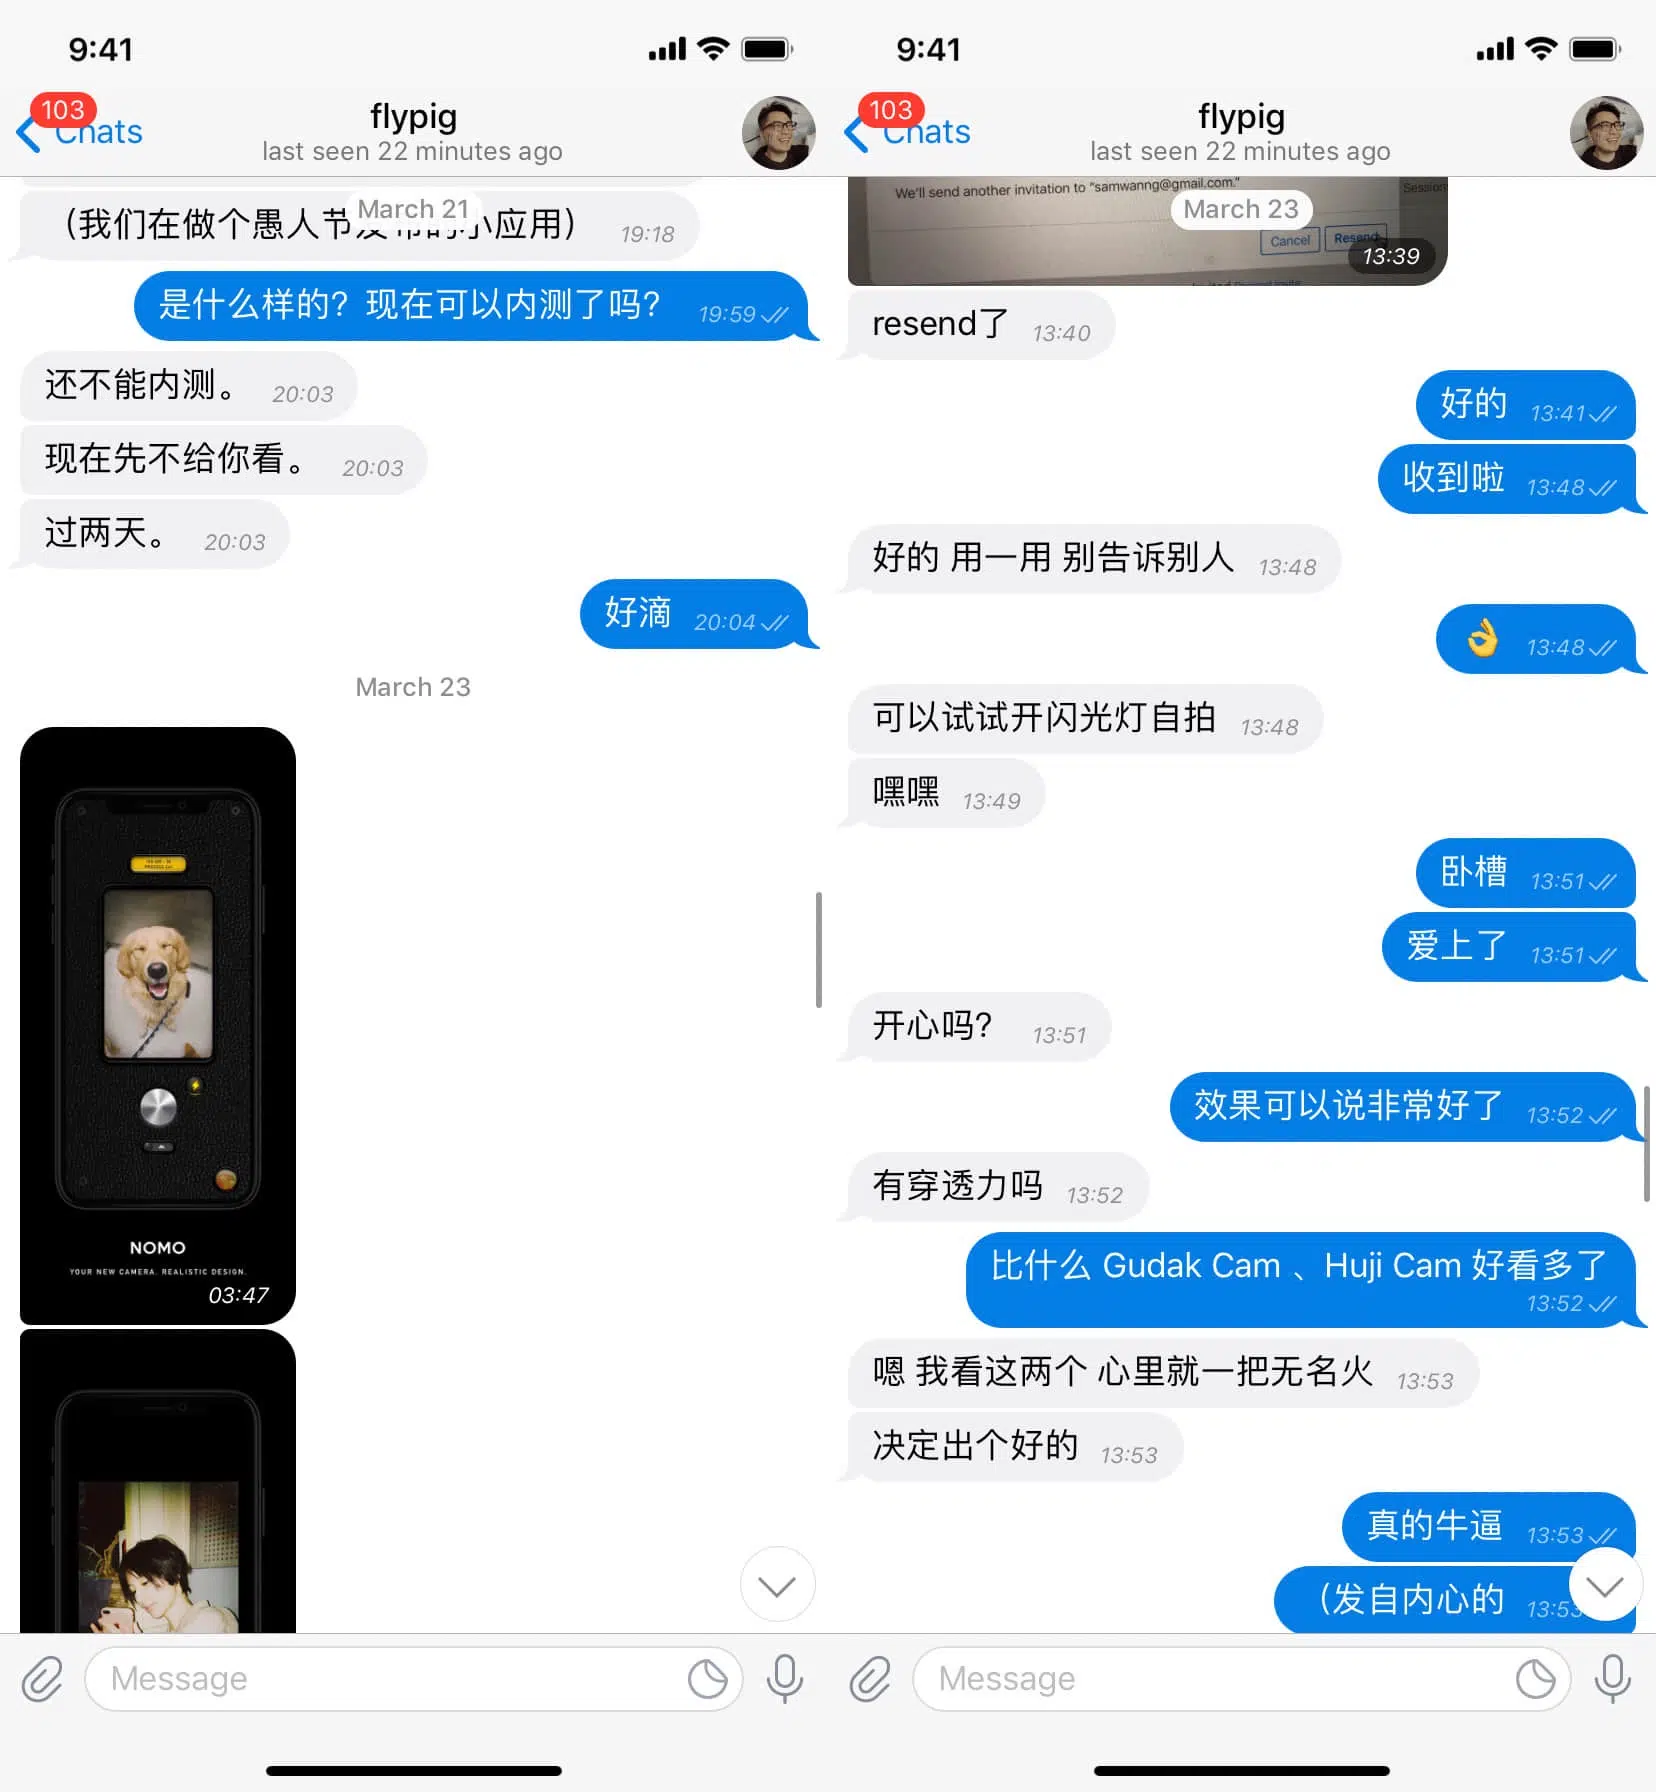 9:41
103
Chats
flypig
last seen 22 minutes ago
March 21
（我们在做个愚人节发布的小应用） 19:18
是什么样的？现在可以内测了吗？ 19:59
还不能内测。 20:03
现在先不给你看。 20:03
过两天。 20:03
好滴 20:04
March 23
NOMO
YOUR NEW CAMERA. REALISTIC DESIGN.
03:47
Message
9:41
103
Chats
flypig
last seen 22 minutes ago
We'll send another invitation to "samwanng@gmail.com."
March 23
Cancel
Resend
13:39
resend了 13:40
好的 13:41
收到啦 13:48
好的 用一用 别告诉别人 13:48
👌 13:48
可以试试开闪光灯自拍 13:48
嘿嘿 13:49
卧槽 13:51
爱上了 13:51
开心吗？ 13:51
效果可以说非常好了 13:52
有穿透力吗 13:52
比什么 Gudak Cam 、Huji Cam 好看多了
13:52
嗯 我看这两个 心里就一把无名火 13:53
决定出个好的 13:53
真的牛逼 13:53
（发自内心的 13:53
Message